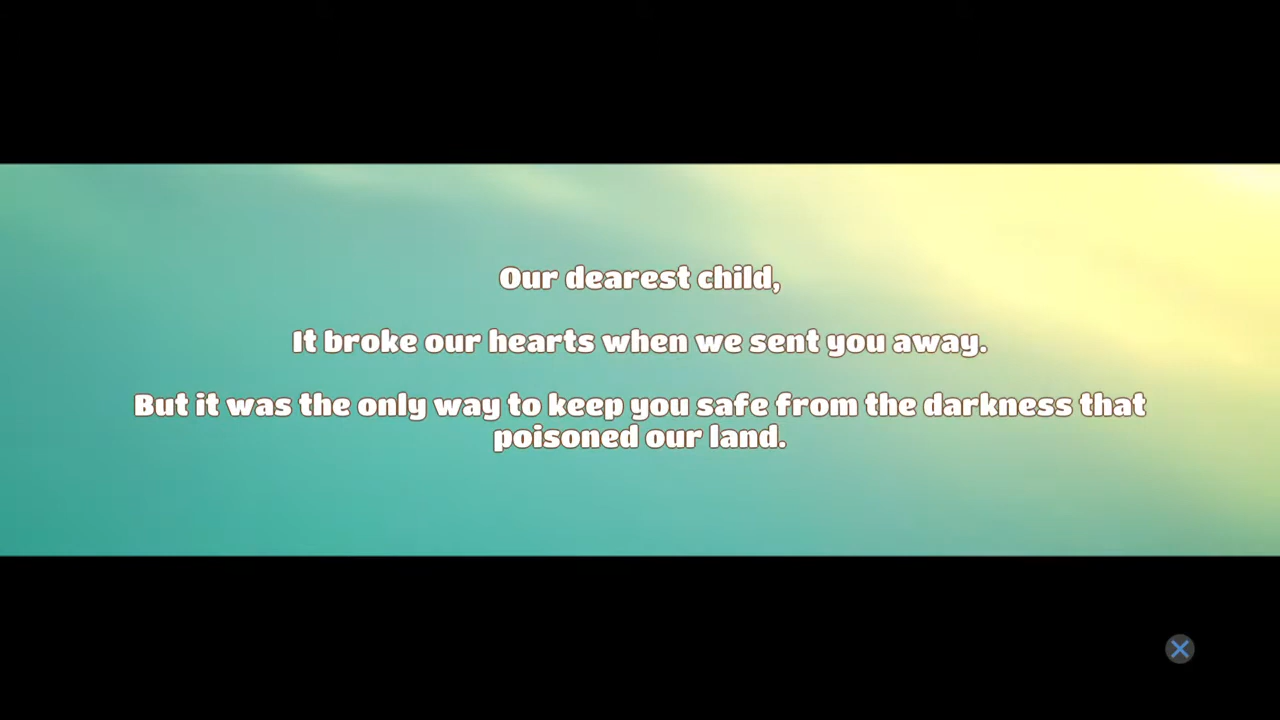 Our dearest child,
It broke our hearts when we sent you away.
But it was the only way to keep you safe from the darkness that
poisoned our land.